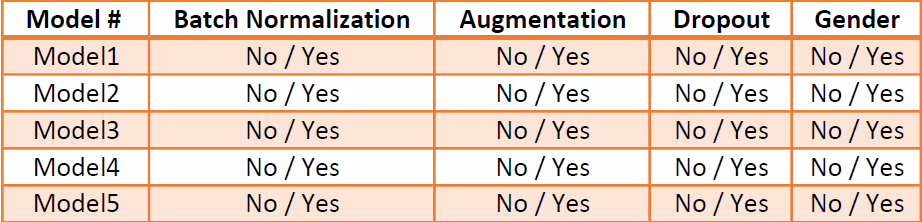 Model # Batch Normalization Augmentation Dropout Gender
Model1 No / Yes No / Yes No / Yes No / Yes
Model2 No / Yes No / Yes No / Yes No / Yes
Model3 No / Yes No / Yes No / Yes No / Yes
Model4 No / Yes No / Yes No / Yes No / Yes
Model5 No / Yes No / Yes No / Yes No / Yes